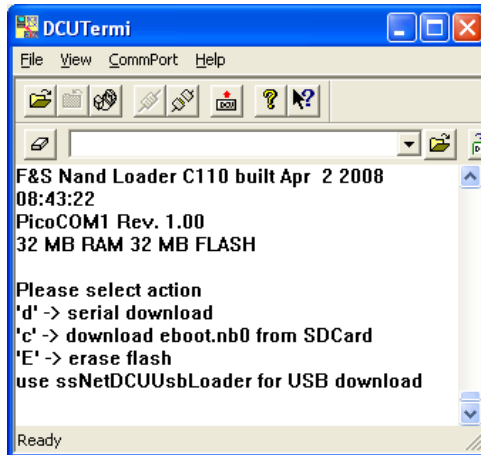 DCUTermi
File View CommPort Help
DCU
F&S Nand Loader C110 built Apr 2 2008
08:43:22
PicoCOM1 Rev. 1.00
32 MB RAM 32 MB FLASH
Please select action
'd' -> serial download
'c' -> download eboot.nb0 from SDCard
'E' -> erase flash
use ssNetDCUUsbLoader for USB download
Ready